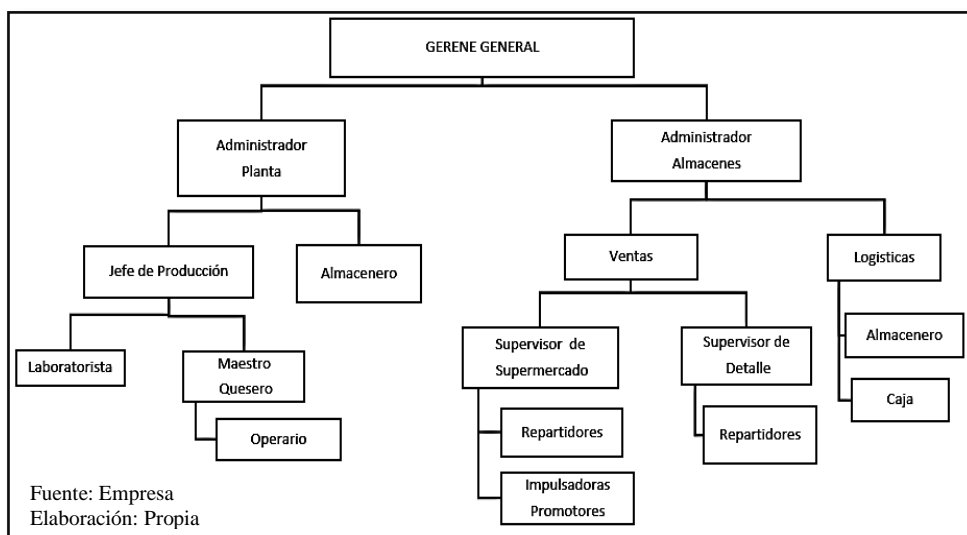 GERENE GENERAL
Administrador
Planta
Administrador
Almacenes
Jefe de Producción
Almacenero
Ventas
Logisticas
Laboratorista
Maestro
Quesero
Operario
Supervisor de
Supermercado
Repartidores
Impulsadoras
Promotores
Supervisor de
Detalle
Repartidores
Almacenero
Caja
Fuente: Empresa
Elaboración: Propia